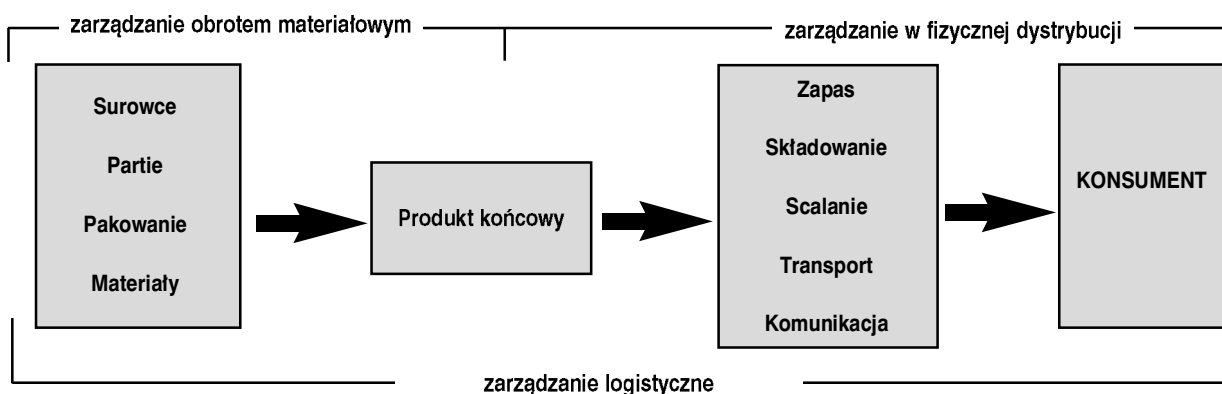 zarządzanie obrotem materiałowym
zarządzanie w fizycznej dystrybucji
Surowce
Partie
Pakowanie
Materiały
Produkt końcowy
Zapas
Składowanie
Scalanie
Transport
Komunikacja
KONSUMENT
zarządzanie logistyczne